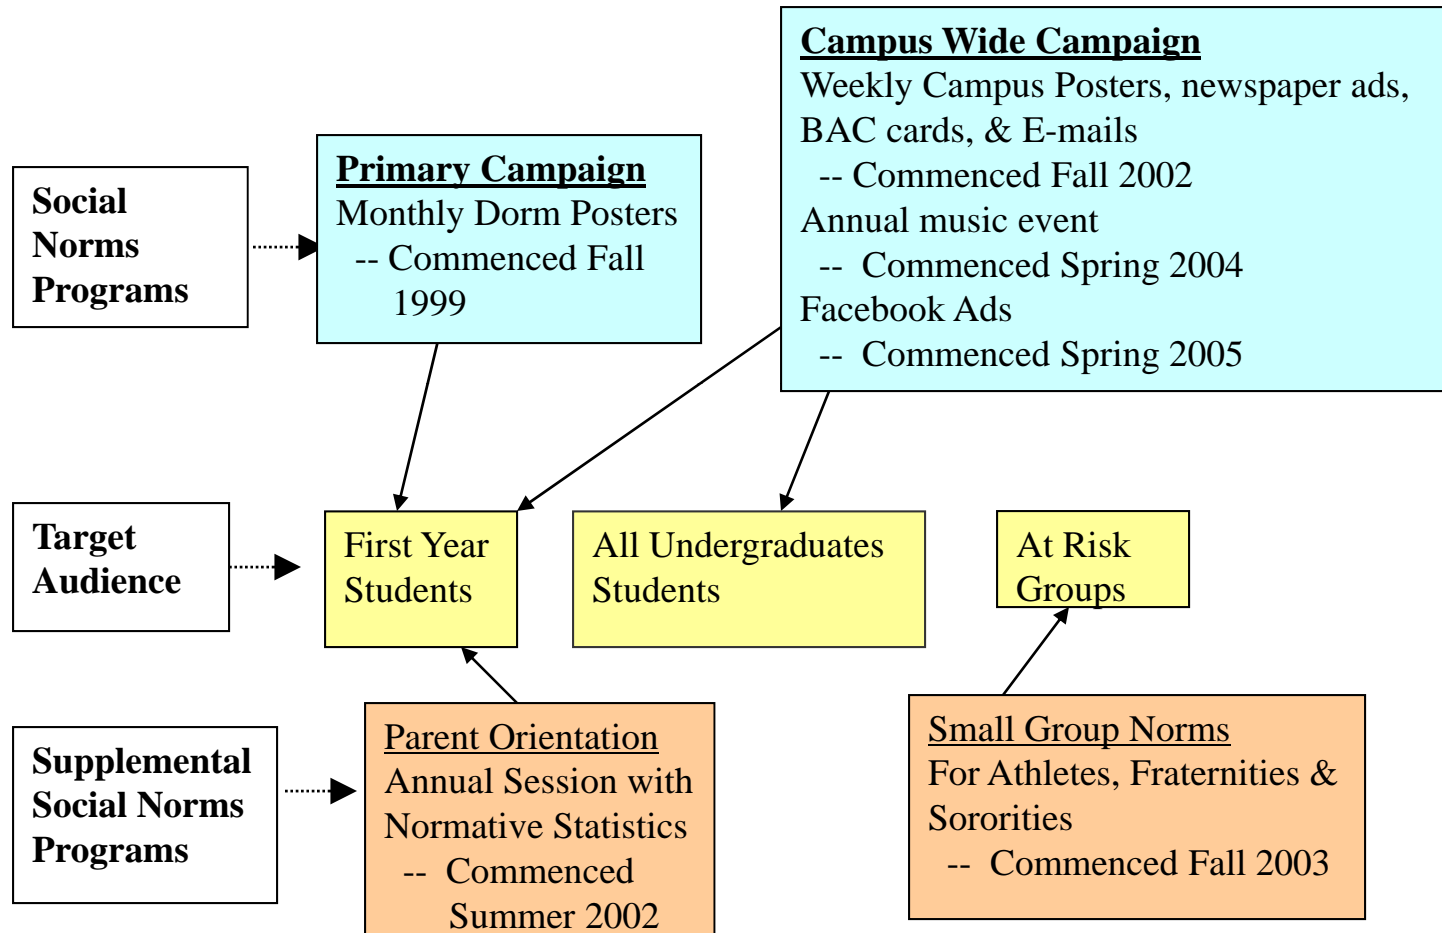 Social
Norms
Programs
Primary Campaign
Monthly Dorm Posters
-- Commenced Fall
1999
Campus Wide Campaign
Weekly Campus Posters, newspaper ads,
BAC cards, & E-mails
-- Commenced Fall 2002
Annual music event
-- Commenced Spring 2004
Facebook Ads
-- Commenced Spring 2005
Target
Audience
First Year
Students
All Undergraduates
Students
At Risk
Groups
Supplemental
Social Norms
Programs
Parent Orientation
Annual Session with
Normative Statistics
-- Commenced
Summer 2002
Small Group Norms
For Athletes, Fraternities &
Sororities
-- Commenced Fall 2003